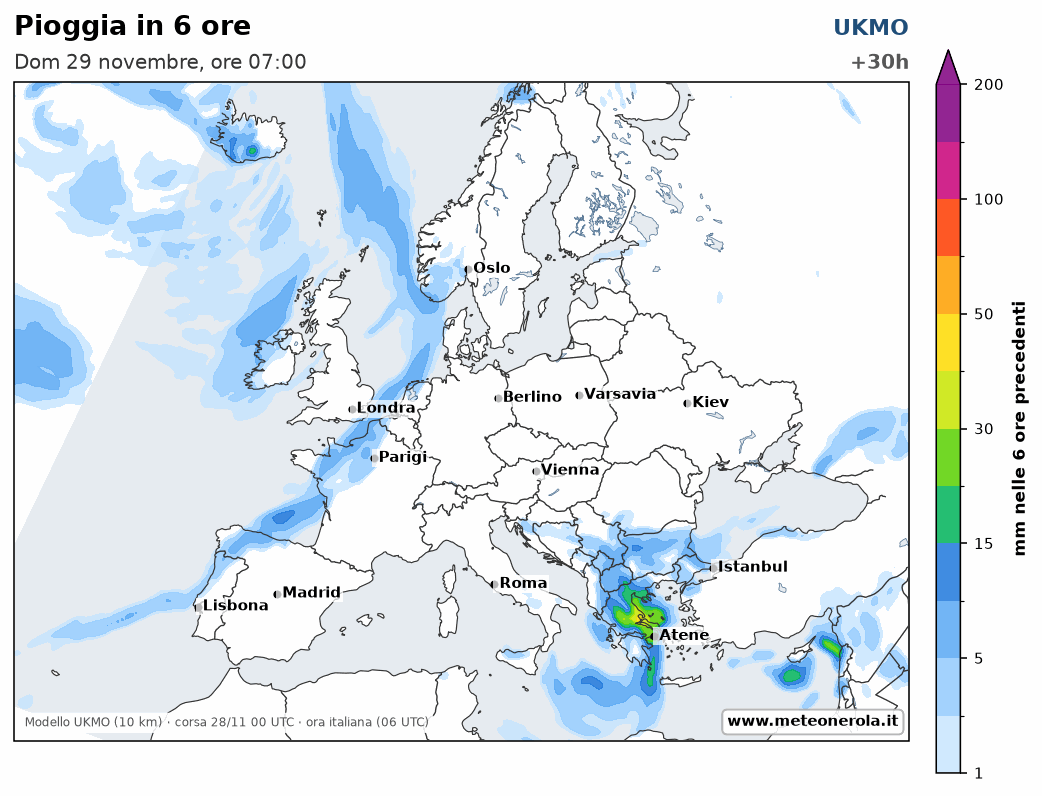 Pioggia in 6 ore
UKMO
Dom 29 novembre, ore 07:00
+30h
200
100
50
30
15
5
1
mm nelle 6 ore precedenti
Oslo
Berlino
Varsavia
Kiev
Londra
Parigi
Vienna
Istanbul
Roma
Madrid
Lisbona
Atene
Modello UKMO (10 km) · corsa 28/11 00 UTC · ora italiana (06 UTC)
www.meteonerola.it